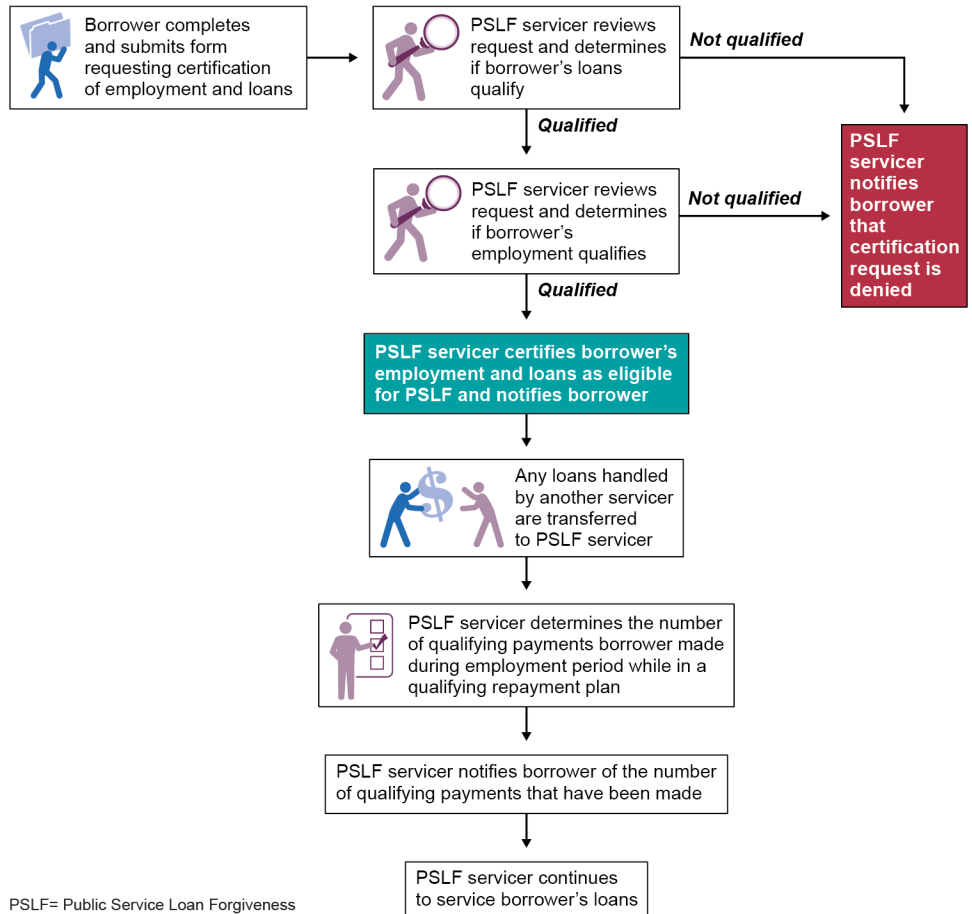 Borrower completes
and submits form
requesting certification
of employment and loans
PSLF servicer reviews
request and determines
if borrower's loans
qualify
Not qualified
Qualified
PSLF servicer reviews
request and determines
if borrower's
employment qualifies
Not qualified
PSLF
servicer
notifies
borrower
that
certification
request is
denied
Qualified
PSLF servicer certifies borrower's
employment and loans as eligible
for PSLF and notifies borrower
$
Any loans handled
by another servicer
are transferred
to PSLF servicer
PSLF servicer determines the number
of qualifying payments borrower made
during employment period while in a
qualifying repayment plan
PSLF servicer notifies borrower of the number
of qualifying payments that have been made
PSLF servicer continues
to service borrower's loans
PSLF= Public Service Loan Forgiveness